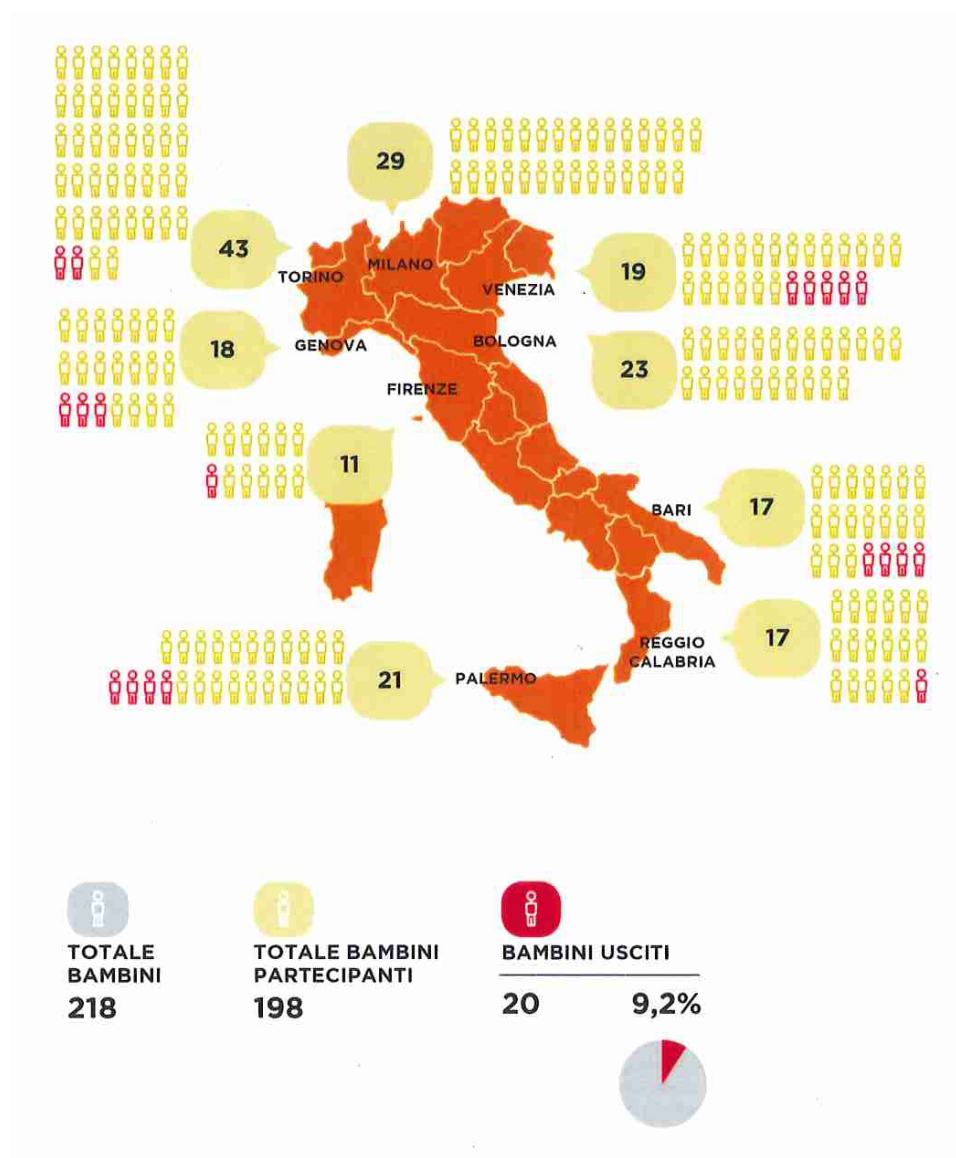 29
43
MILANO
TORINO
19
VENEZIA
18
GENOVA
BOLOGNA
23
FIRENZE
11
BARI
17
17
REGGIO
CALABRIA
21
PALERMO
TOTALE
BAMBINI
218
TOTALE BAMBINI
PARTECIPANTI
198
BAMBINI USCITI
20 9,2%